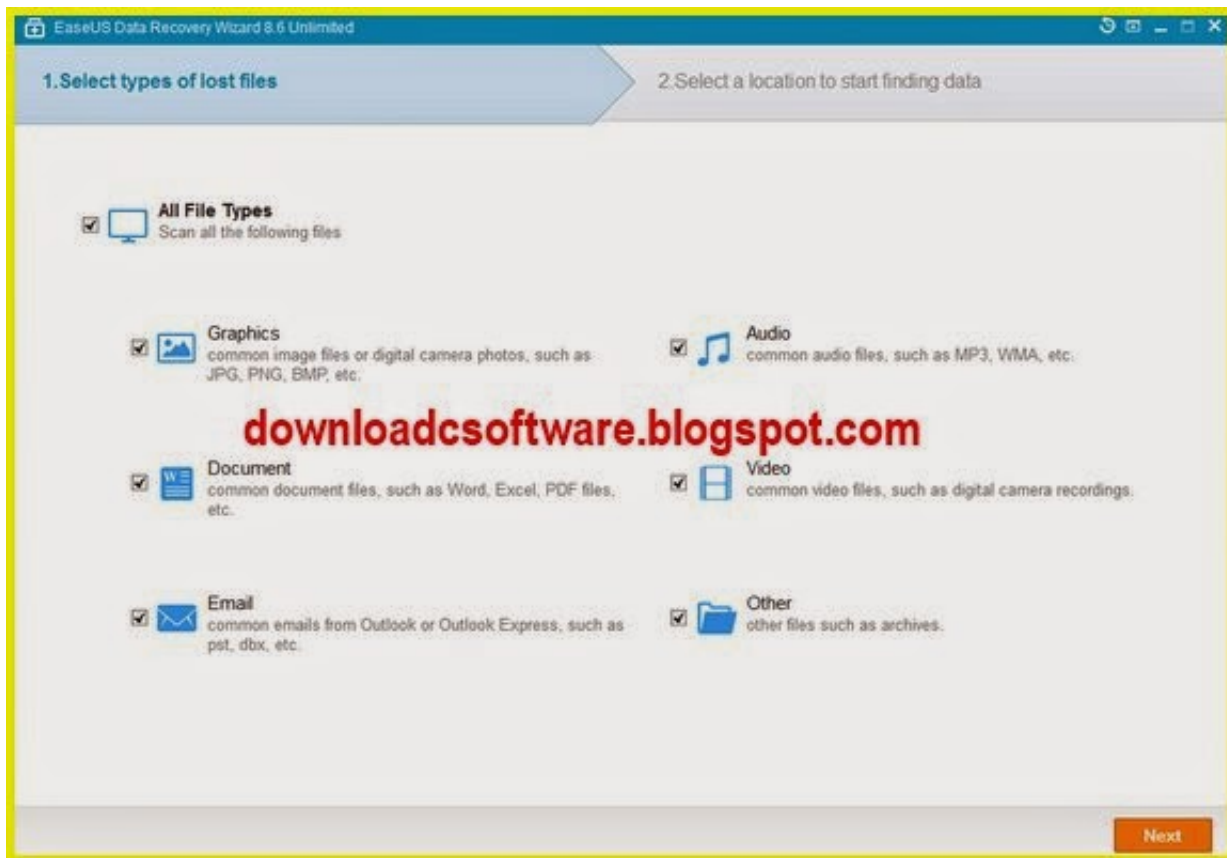 EaseUS Data Recovery Wizard 8.6 Unlimited
1.Select types of lost files
2.Select a location to start finding data
All File Types
Scan all the following files
Graphics
common image files or digital camera photos, such as
JPG, PNG, BMP, etc.
Audio
common audio files, such as MP3, WMA, etc.
downloadcsoftware.blogspot.com
Document
common document files, such as Word, Excel, PDF files,
etc.
Video
common video files, such as digital camera recordings.
Email
common emails from Outlook or Outlook Express, such as
pst, dbx, etc.
Other
other files such as archives.
Next